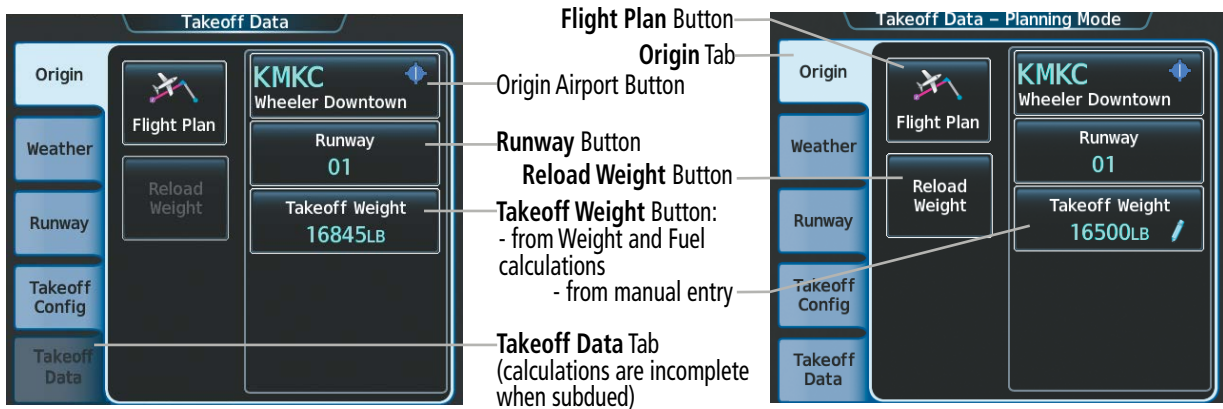 Takeoff Data
Origin
Weather
Runway
Takeoff
Config
Takeoff
Data
Flight Plan
Reload
Weight
KMKC
Wheeler Downtown
Runway
01
Takeoff Weight
16845LB
Flight Plan Button
Origin Tab
Origin Airport Button
Runway Button
Reload Weight Button
Takeoff Weight Button:
- from Weight and Fuel
calculations
- from manual entry
Takeoff Data Tab
(calculations are incomplete
when subdued)
Takeoff Data – Planning Mode
Origin
Weather
Runway
Takeoff
Config
Takeoff
Data
Flight Plan
Reload
Weight
KMKC
Wheeler Downtown
Runway
01
Takeoff Weight
16500LB